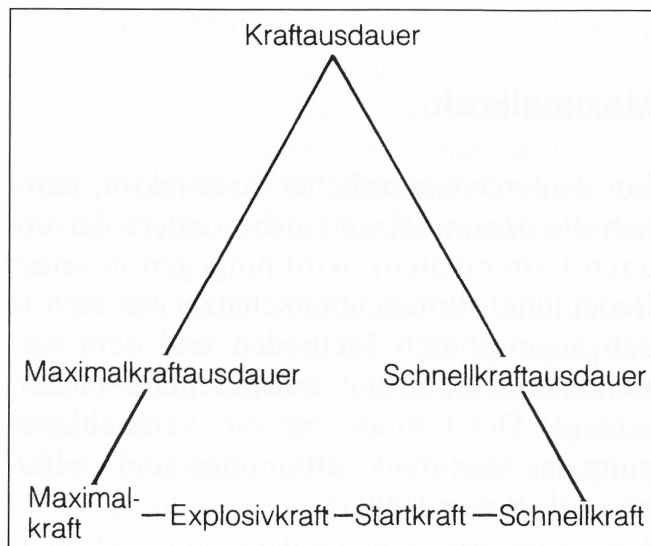 Kraftausdauer
Maximalkraftausdauer Schnellkraftausdauer
Maximal-
kraft —Explosivkraft—Startkraft—Schnellkraft